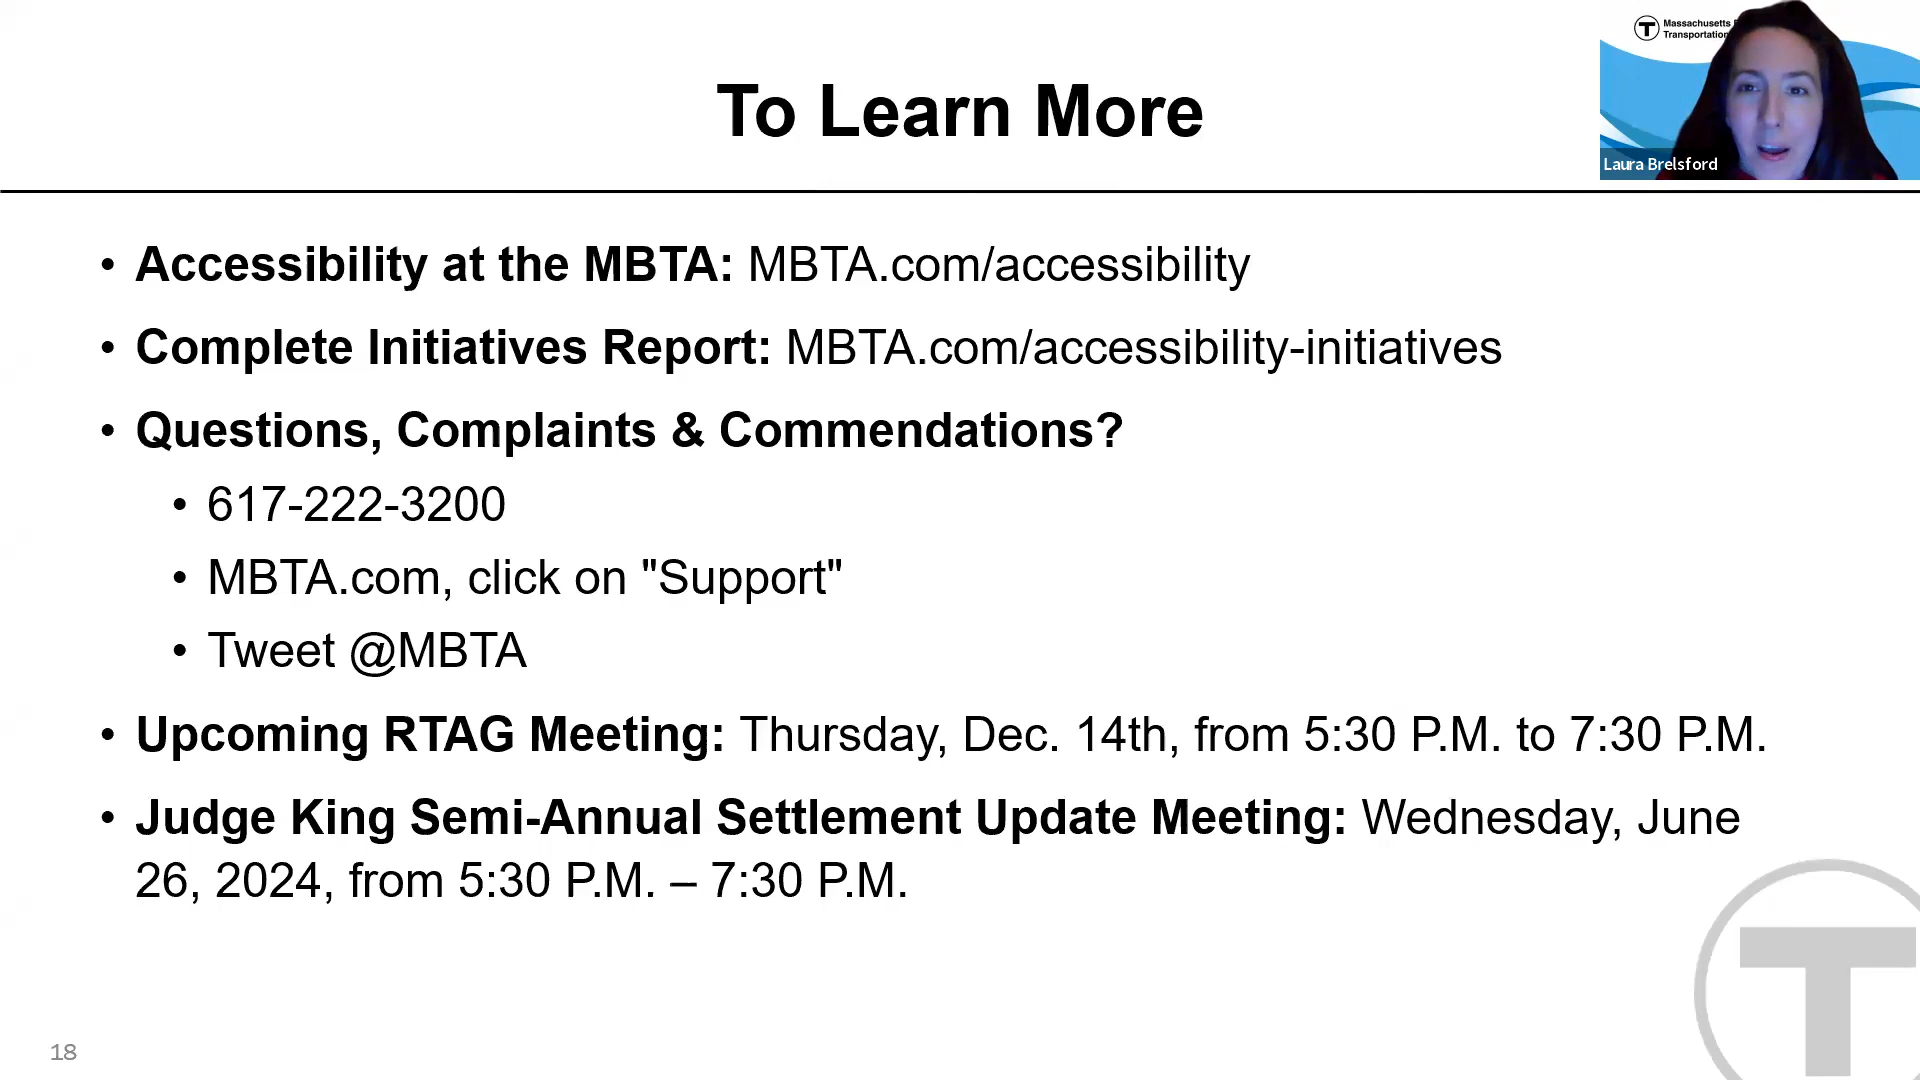 Massachusetts
Transportation
Laura Brelsford
To Learn More
• Accessibility at the MBTA: MBTA.com/accessibility
• Complete Initiatives Report: MBTA.com/accessibility-initiatives
• Questions, Complaints & Commendations?
• 617-222-3200
• MBTA.com, click on "Support"
• Tweet @MBTA
• Upcoming RTAG Meeting: Thursday, Dec. 14th, from 5:30 P.M. to 7:30 P.M.
• Judge King Semi-Annual Settlement Update Meeting: Wednesday, June
26, 2024, from 5:30 P.M. – 7:30 P.M.
18
T